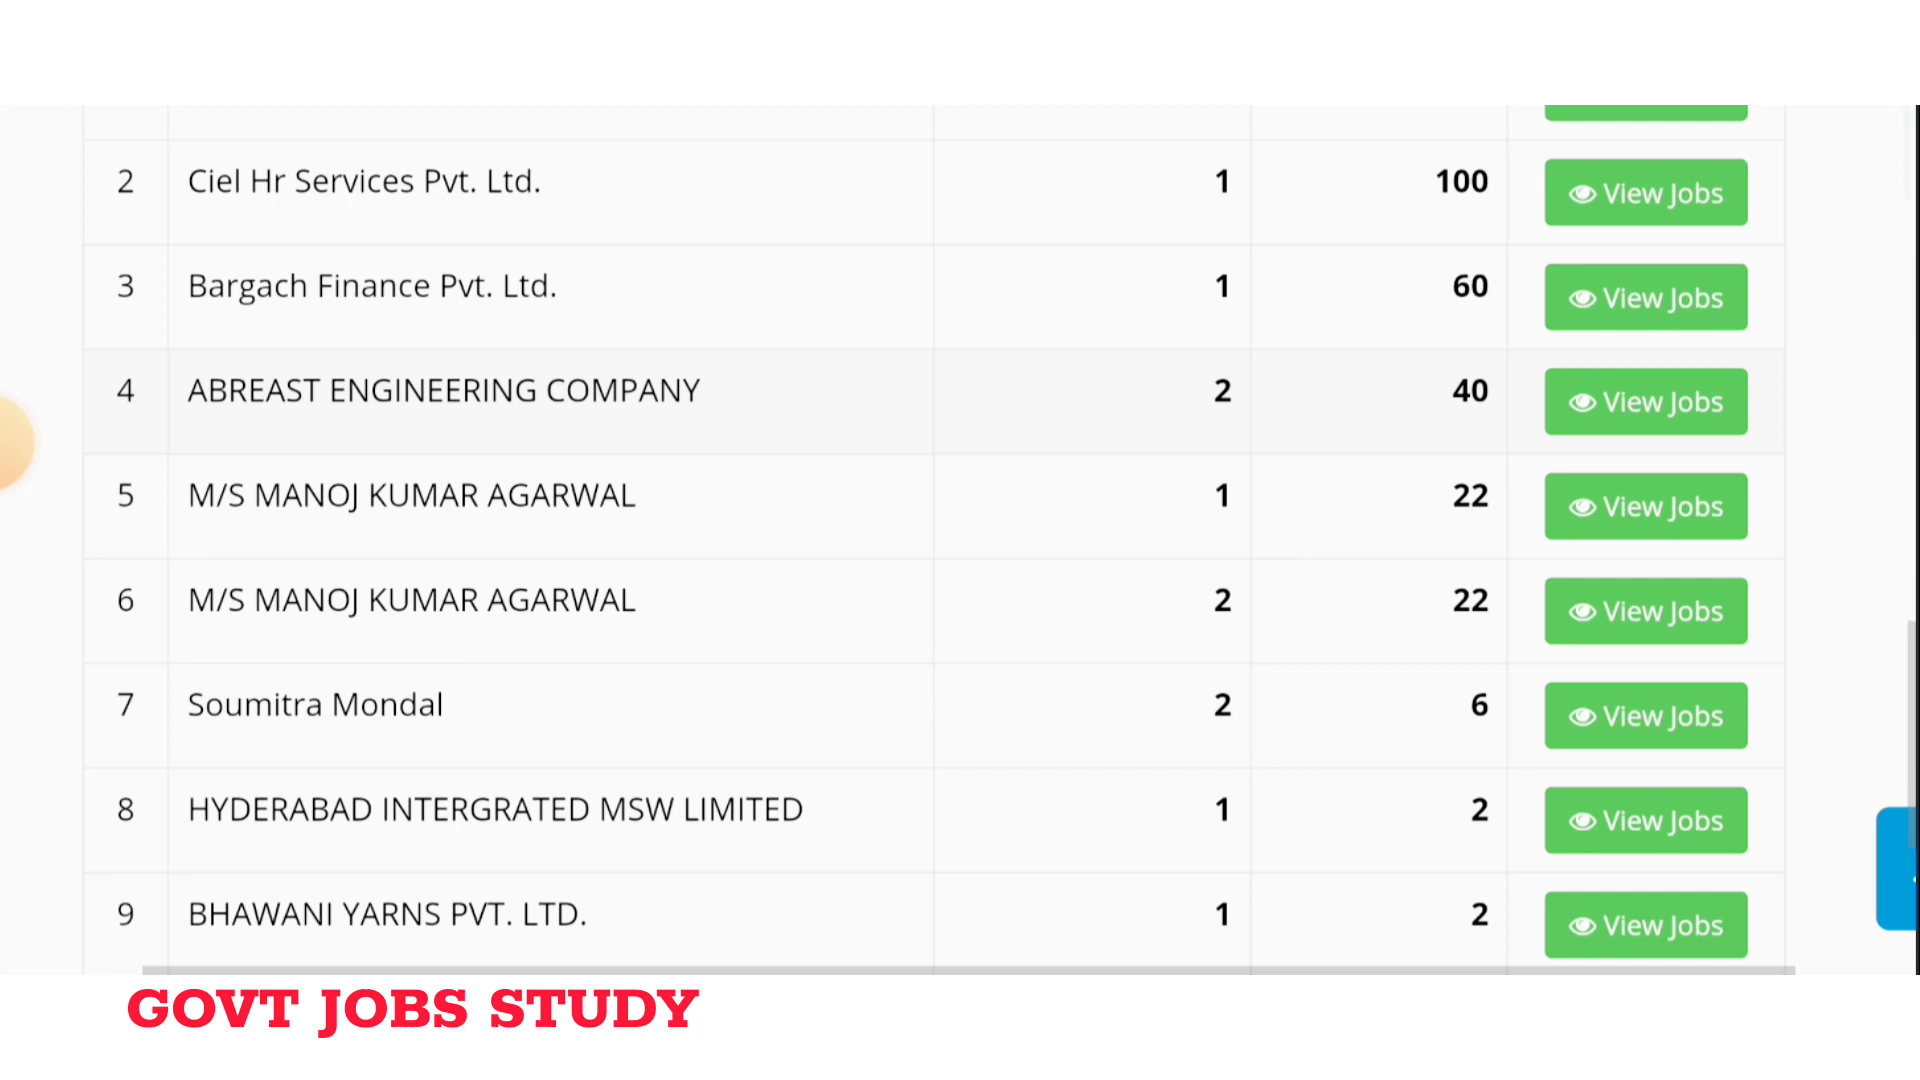 2 Ciel Hr Services Pvt. Ltd. 1 100 View Jobs
3 Bargach Finance Pvt. Ltd. 1 60 View Jobs
4 ABREAST ENGINEERING COMPANY 2 40 View Jobs
5 M/S MANOJ KUMAR AGARWAL 1 22 View Jobs
6 M/S MANOJ KUMAR AGARWAL 2 22 View Jobs
7 Soumitra Mondal 2 6 View Jobs
8 HYDERABAD INTERGRATED MSW LIMITED 1 2 View Jobs
9 BHAWANI YARNS PVT. LTD. 1 2 View Jobs
GOVT JOBS STUDY